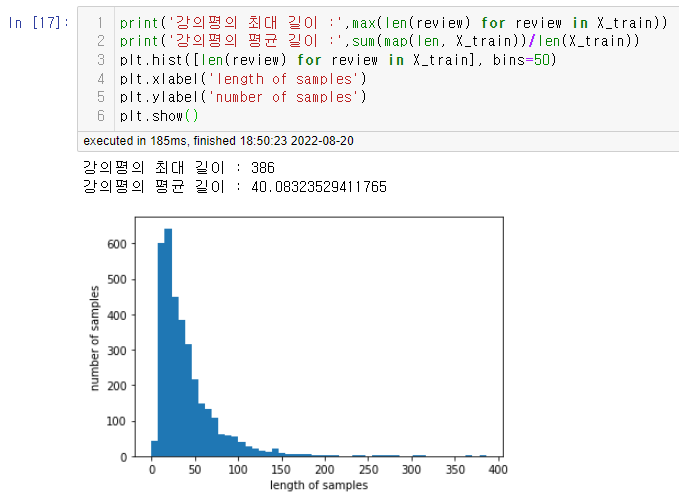 In [17]:
1 print('강의평의 최대 길이 :',max(len(review) for review in X_train))
2 print('강의평의 평균 길이 :',sum(map(len, X_train))/len(X_train))
3 plt.hist([len(review) for review in X_train], bins=50)
4 plt.xlabel('length of samples')
5 plt.ylabel('number of samples')
6 plt.show()
executed in 185ms, finished 18:50:23 2022-08-20
강의평의 최대 길이 : 386
강의평의 평균 길이 : 40.08323529411765
number of samples
600
500
400
300
200
100
0
0 50 100 150 200 250 300 350 400
length of samples